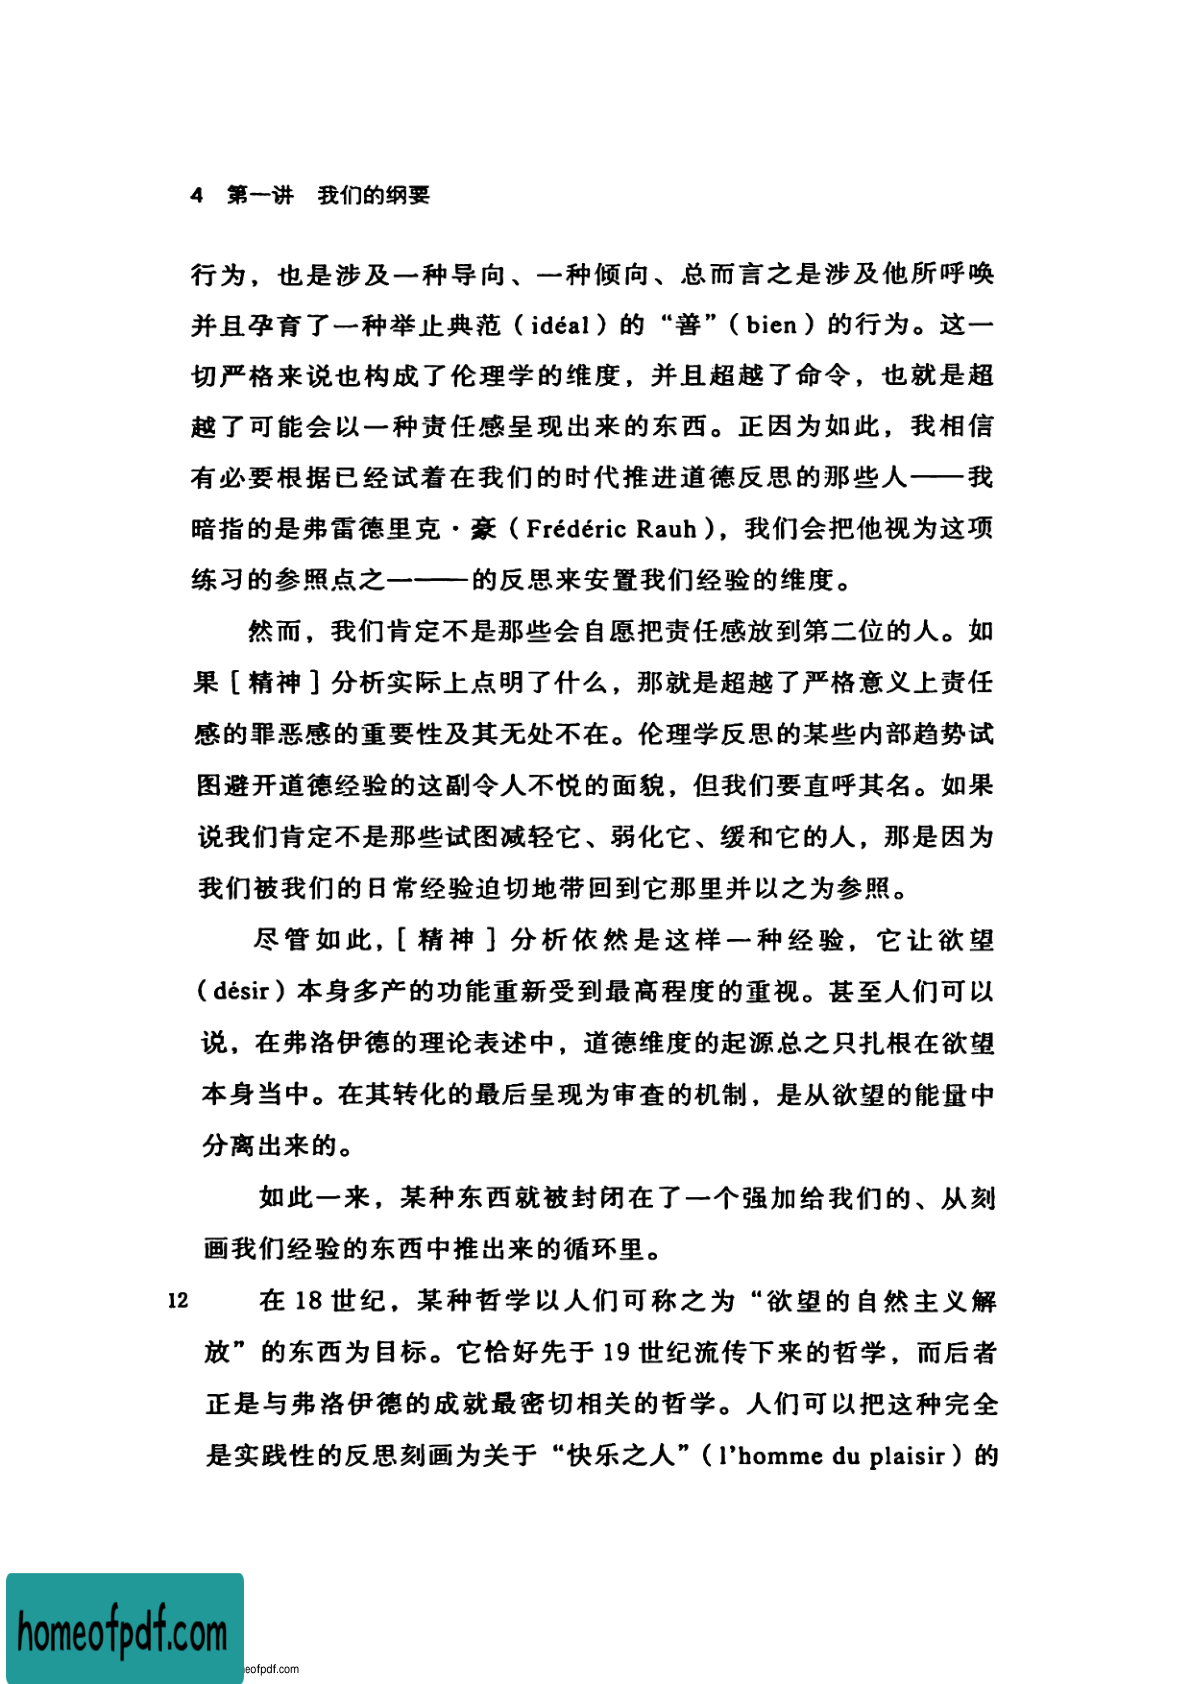 4 第一讲 我们的纲要
行为，也是涉及一种导向、一种倾向、总而言之是涉及他所呼唤
并且孕育了一种举止典范（idéal）的“善”（bien）的行为。这一
切严格来说也构成了伦理学的维度，并且超越了命令，也就是超
越了可能会以一种责任感呈现出来的东西。正因为如此，我相信
有必要根据已经试着在我们的时代推进道德反思的那些人——我
暗指的是弗雷德里克·豪（Frédéric Rauh），我们会把他视为这项
练习的参照点之一——的反思来安置我们经验的维度。
然而，我们肯定不是那些会自愿把责任感放到第二位的人。如
果［精神］分析实际上点明了什么，那就是超越了严格意义上责任
感的罪恶感的重要性及其无处不在。伦理学反思的某些内部趋势试
图避开道德经验的这副令人不悦的面貌，但我们要直呼其名。如果
说我们肯定不是那些试图减轻它、弱化它、缓和它的人，那是因为
我们被我们的日常经验迫切地带回到它那里并以之为参照。
尽管如此，［精神］分析依然是这样一种经验，它让欲望
（désir）本身多产的功能重新受到最高程度的重视。甚至人们可以
说，在弗洛伊德的理论表述中，道德维度的起源总之只扎根在欲望
本身当中。在其转化的最后呈现为审查的机制，是从欲望的能量中
分离出来的。
如此一来，某种东西就被封闭在了一个强加给我们的、从刻
画我们经验的东西中推出来的循环里。
12 在 18 世纪，某种哲学以人们可称之为“欲望的自然主义解
放”的东西为目标。它恰好先于 19 世纪流传下来的哲学，而后者
正是与弗洛伊德的成就最密切相关的哲学。人们可以把这种完全
是实践性的反思刻画为关于“快乐之人”（l'homme du plaisir）的
homeofpdf.com
eofpdf.com